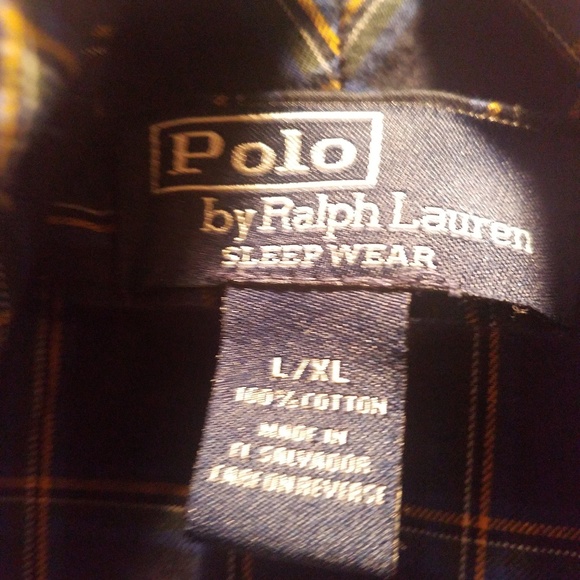 Polo
by Ralph Lauren
SLEEPWEAR
L/XL
100% COTTON
MADE IN
EL SALVADOR
CARE ON REVERSE